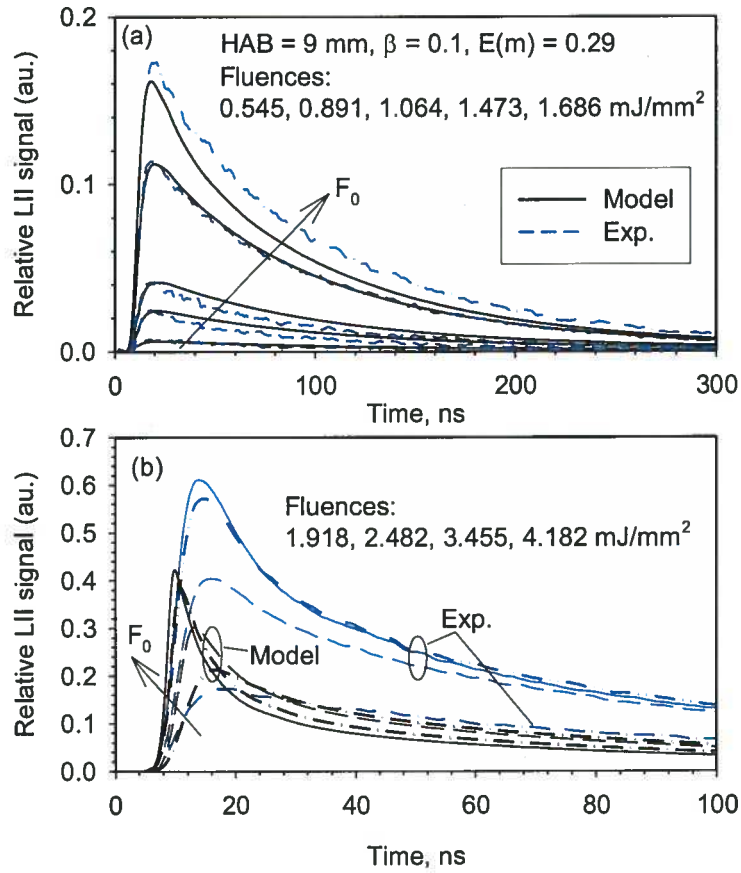 (a)
HAB = 9 mm, β = 0.1, E(m) = 0.29
Fluences:
0.545, 0.891, 1.064, 1.473, 1.686 mJ/mm²
F₀
Model
Exp.
Relative LII signal (au.)
0.2
0.1
0.0
0
100
200
300
Time, ns
(b)
Fluences:
1.918, 2.482, 3.455, 4.182 mJ/mm²
Exp.
F₀
Model
Relative LII signal (au.)
0.7
0.6
0.5
0.4
0.3
0.2
0.1
0.0
0
20
40
60
80
100
Time, ns